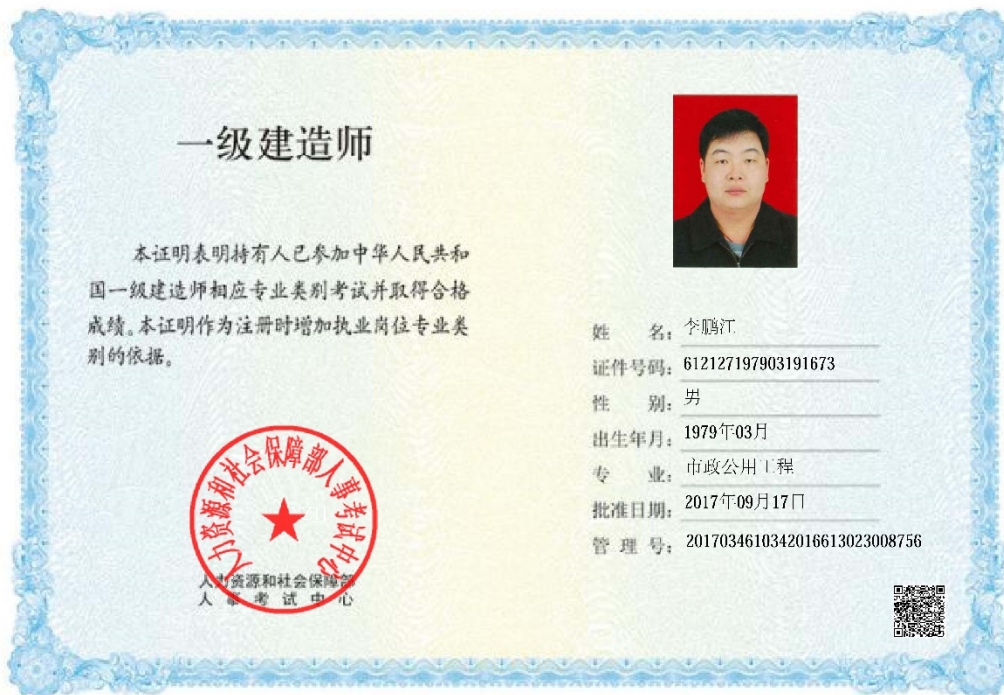 一级建造师
本证明表明持有人已参加中华人民共和
国一级建造师相应专业类别考试并取得合格
成绩。本证明作为注册时增加执业岗位专业类
别的依据。
人力资源和社会保障部人事考试中心
人力资源和社会保障部
人事考试中心
姓名：李鹏江
证件号码：612127197903191673
性别：男
出生年月：1979年03月
专业：市政公用工程
批准日期：2017年09月17日
管理号：2017034610342016613023008756